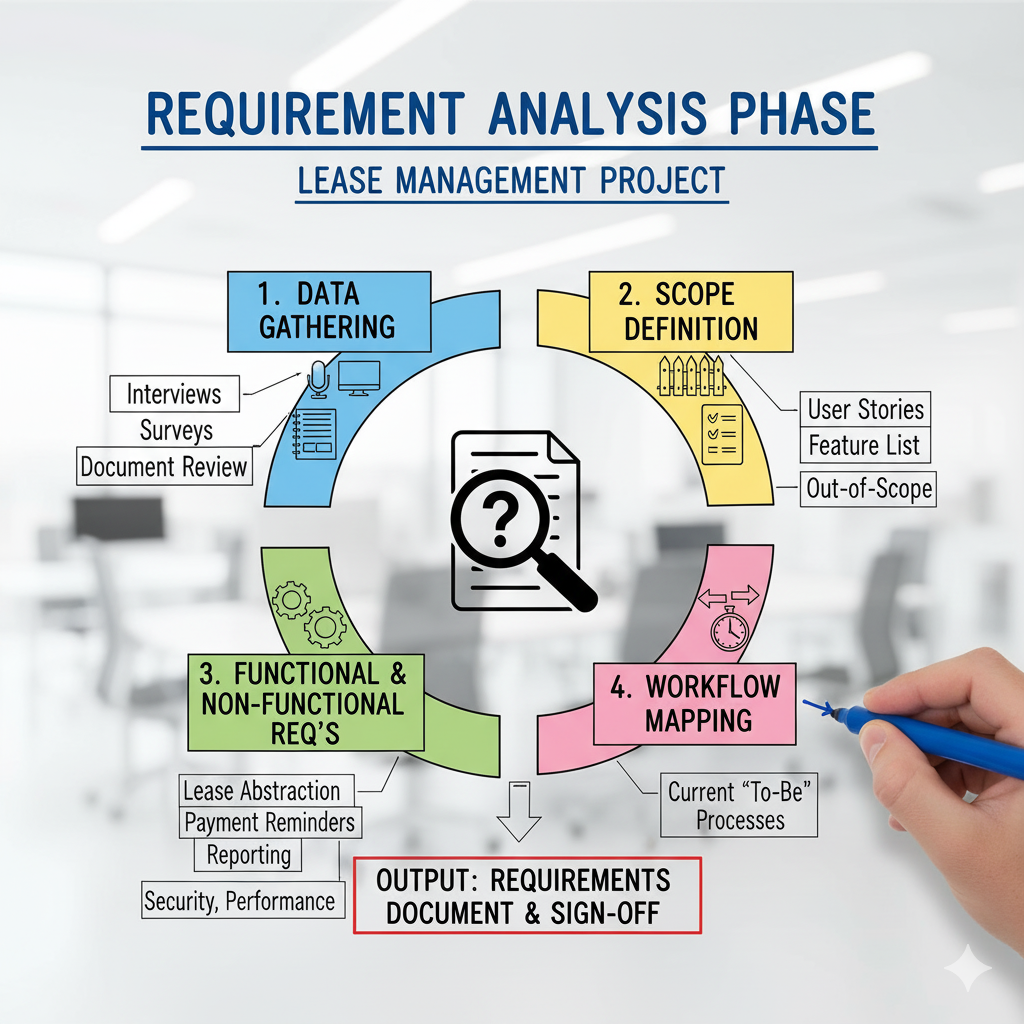 REQUIREMENT ANALYSIS PHASE
LEASE MANAGEMENT PROJECT
1. DATA
GATHERING
Interviews
Surveys
Document Review
2. SCOPE
DEFINITION
User Stories
Feature List
Out-of-Scope
3. FUNCTIONAL &
NON-FUNCTIONAL
REQ'S
Lease Abstraction
Payment Reminders
Reporting
Security, Performance
4. WORKFLOW
MAPPING
Current “To-Be”
Processes
OUTPUT: REQUIREMENTS
DOCUMENT & SIGN-OFF